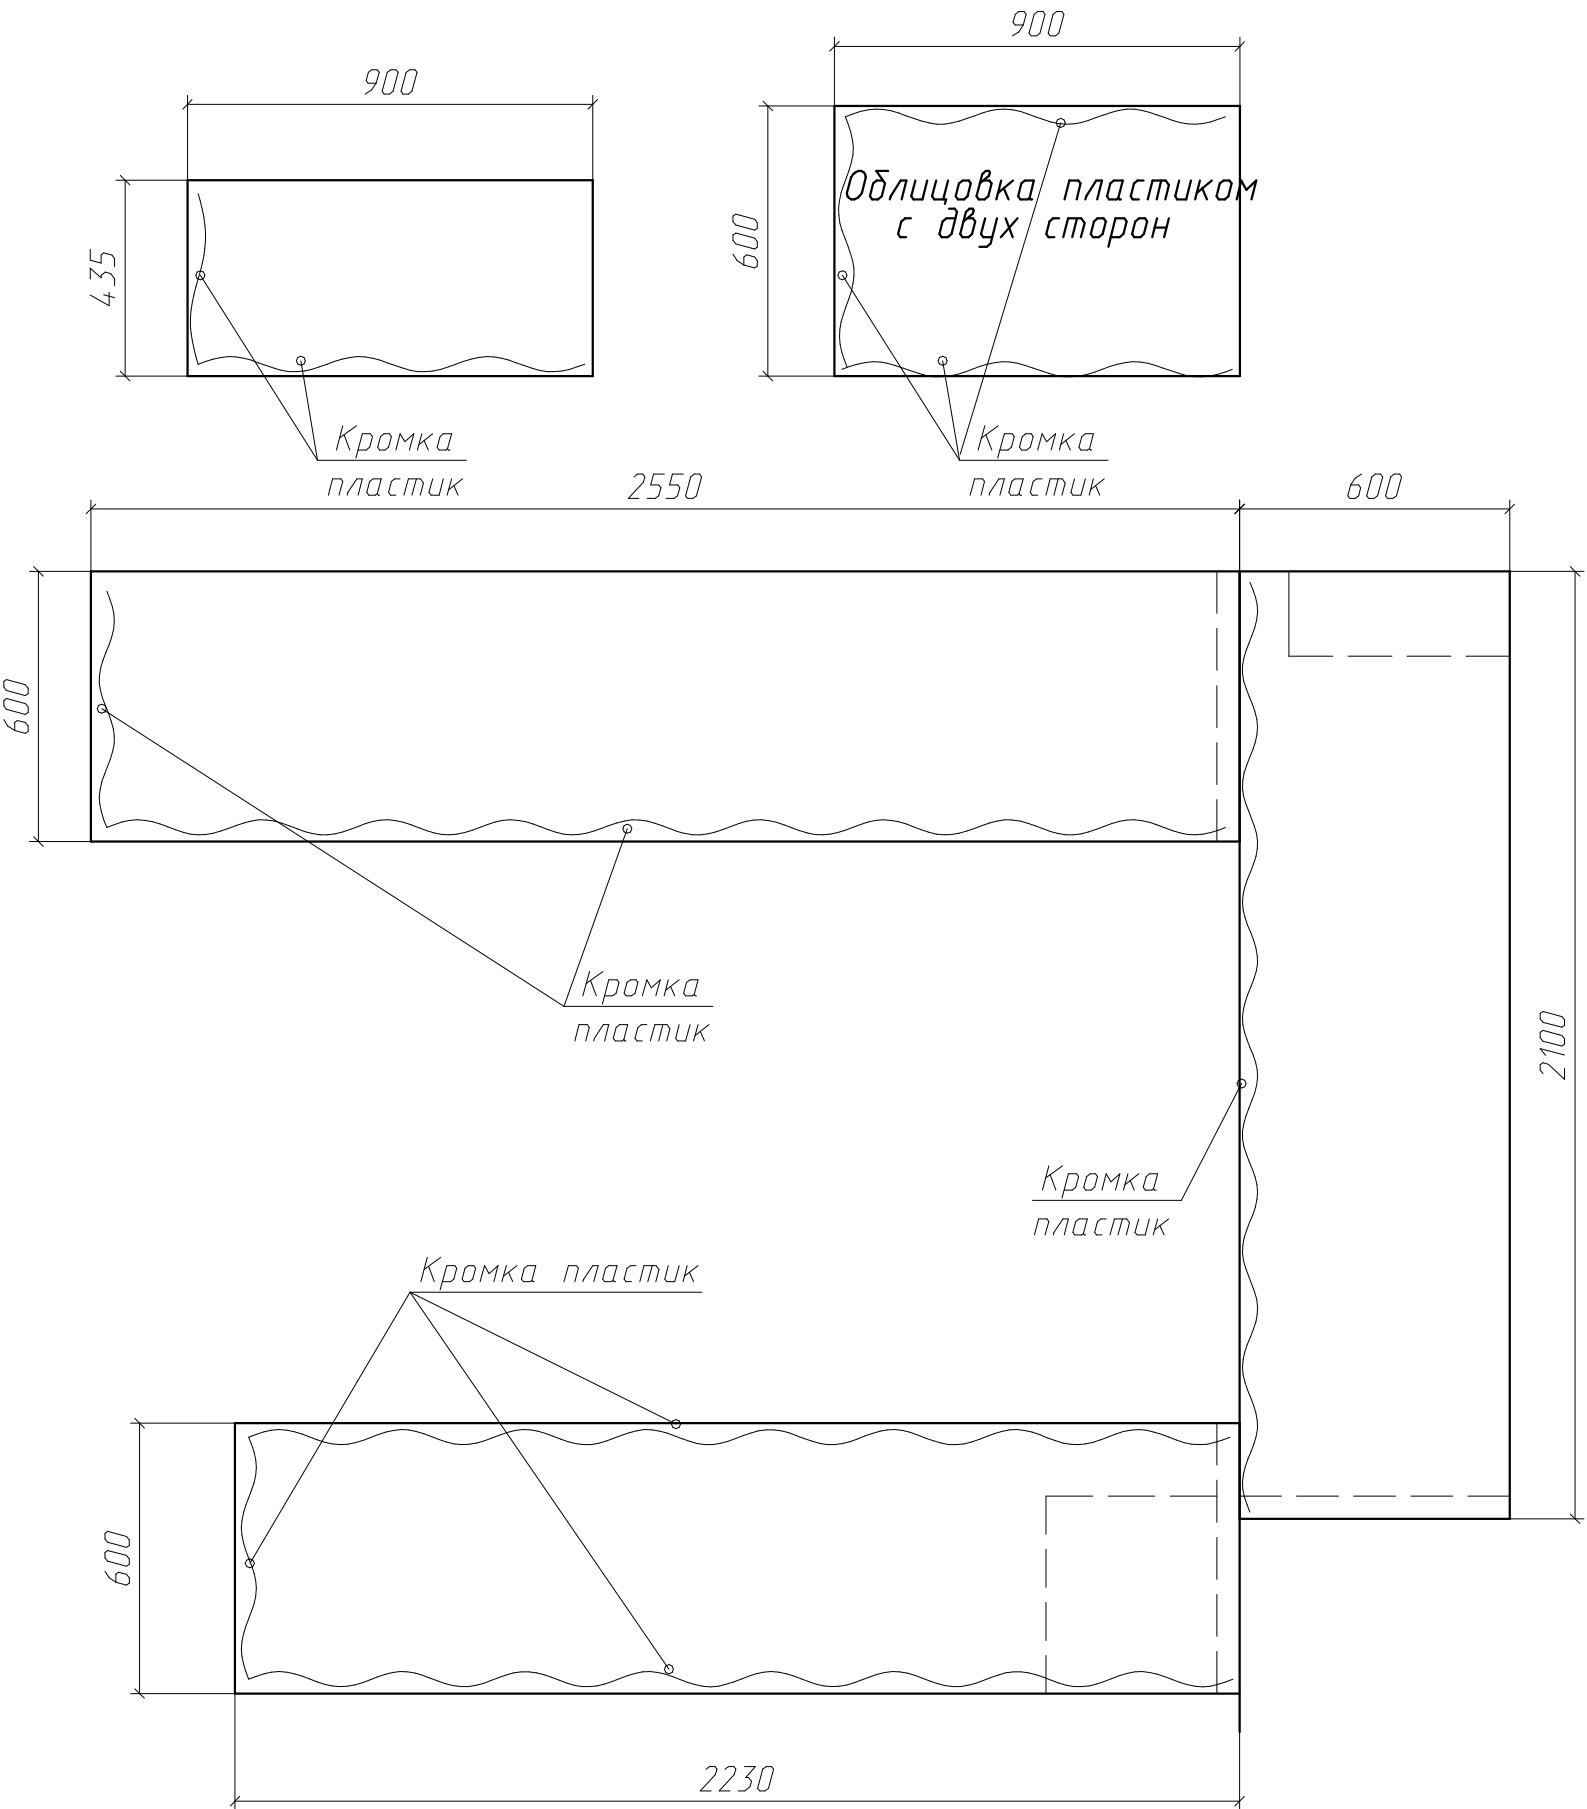 900
900
435
600
Облицовка пластиком
с двух сторон
Кромка
пластик
Кромка
пластик
2550
600
600
2100
Кромка
пластик
Кромка
пластик
Кромка пластик
600
2230